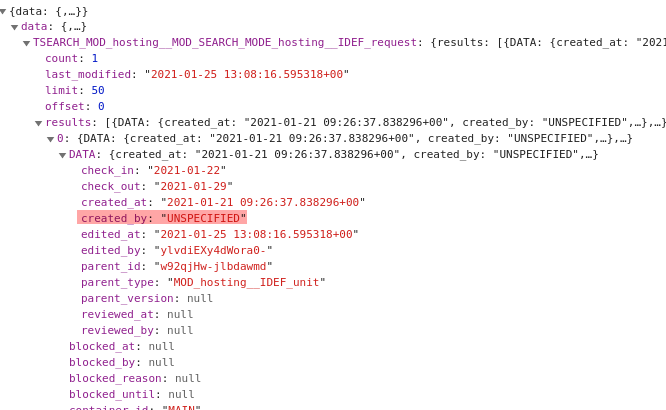 {data: {,…}}
data: {,…}
TSEARCH_MOD_hosting__MOD_SEARCH_MODE_hosting__IDEF_request: {results: [{DATA: {created_at: "2021
count: 1
last_modified: "2021-01-25 13:08:16.595318+00"
limit: 50
offset: 0
results: [{DATA: {created_at: "2021-01-21 09:26:37.838296+00", created_by: "UNSPECIFIED",…},…}]
0: {DATA: {created_at: "2021-01-21 09:26:37.838296+00", created_by: "UNSPECIFIED",…},…}
DATA: {created_at: "2021-01-21 09:26:37.838296+00", created_by: "UNSPECIFIED",…}
check_in: "2021-01-22"
check_out: "2021-01-29"
created_at: "2021-01-21 09:26:37.838296+00"
created_by: "UNSPECIFIED"
edited_at: "2021-01-25 13:08:16.595318+00"
edited_by: "ylvdiEXy4dWora0-"
parent_id: "w92qjHw-jlbdawmd"
parent_type: "MOD_hosting__IDEF_unit"
parent_version: null
reviewed_at: null
reviewed_by: null
blocked_at: null
blocked_by: null
blocked_reason: null
blocked_until: null
container_id: "MAIN"